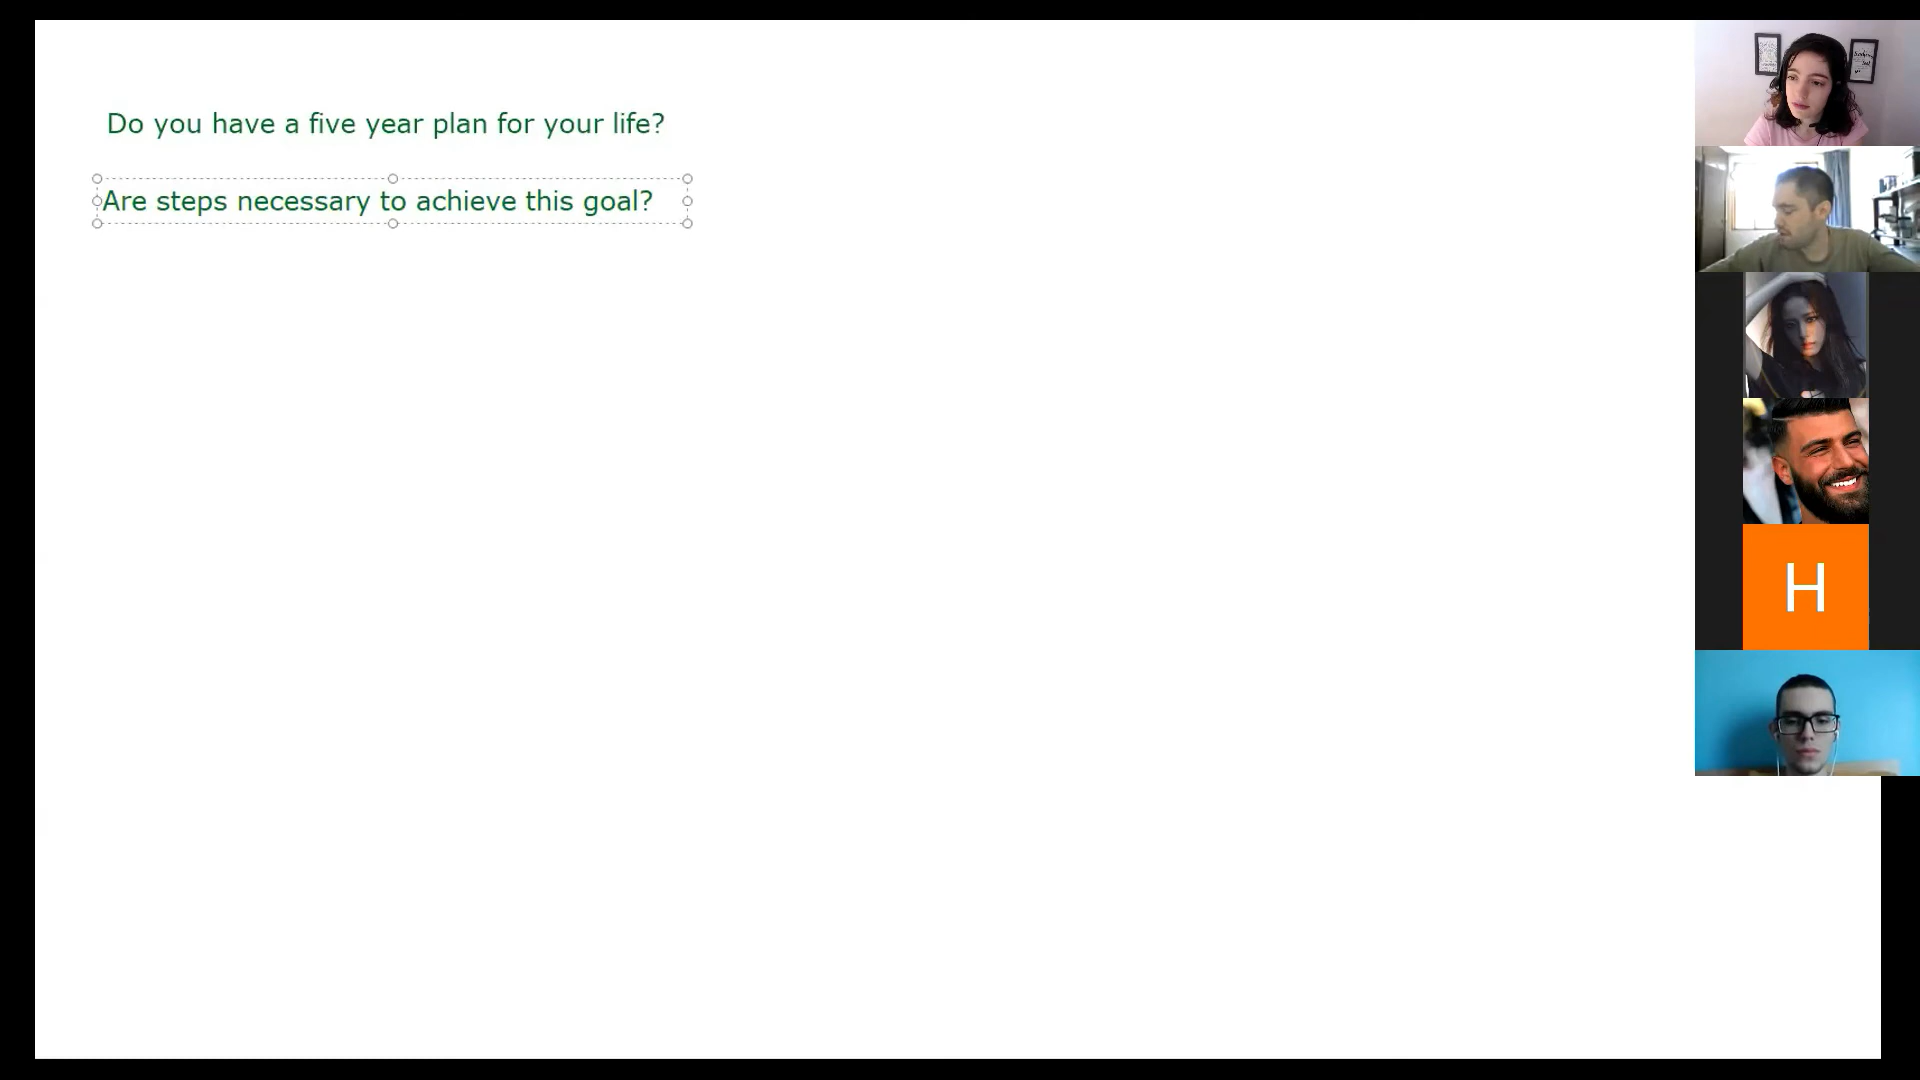 Do you have a five year plan for your life?
Are steps necessary to achieve this goal?
H